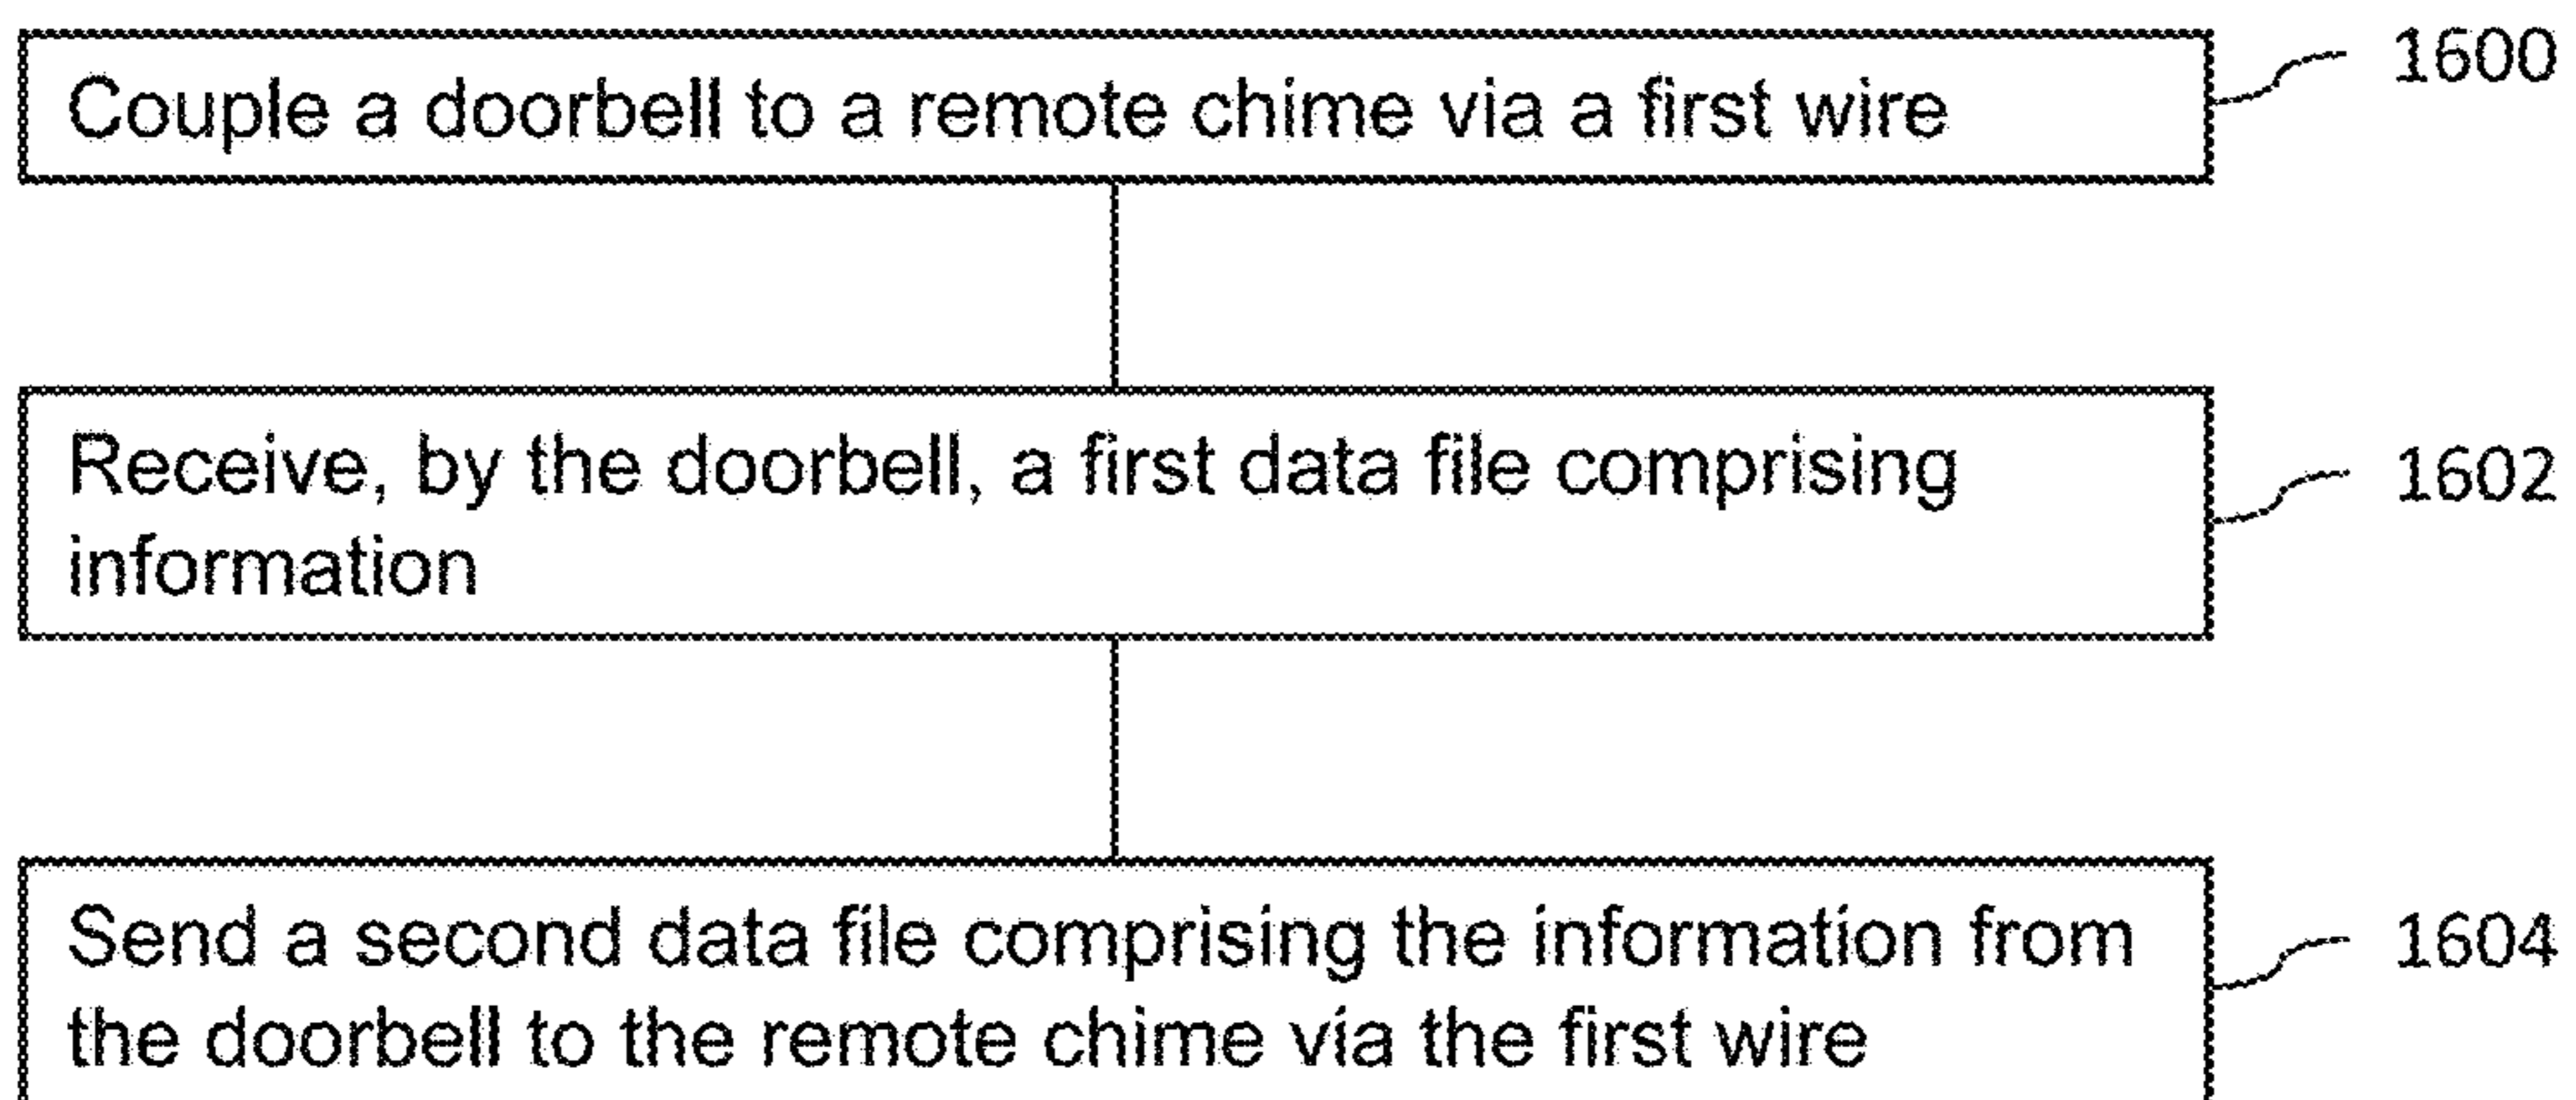 Couple a doorbell to a remote chime via a first wire
1600
Receive, by the doorbell, a first data file comprising
information
1602
Send a second data file comprising the information from
the doorbell to the remote chime via the first wire
1604